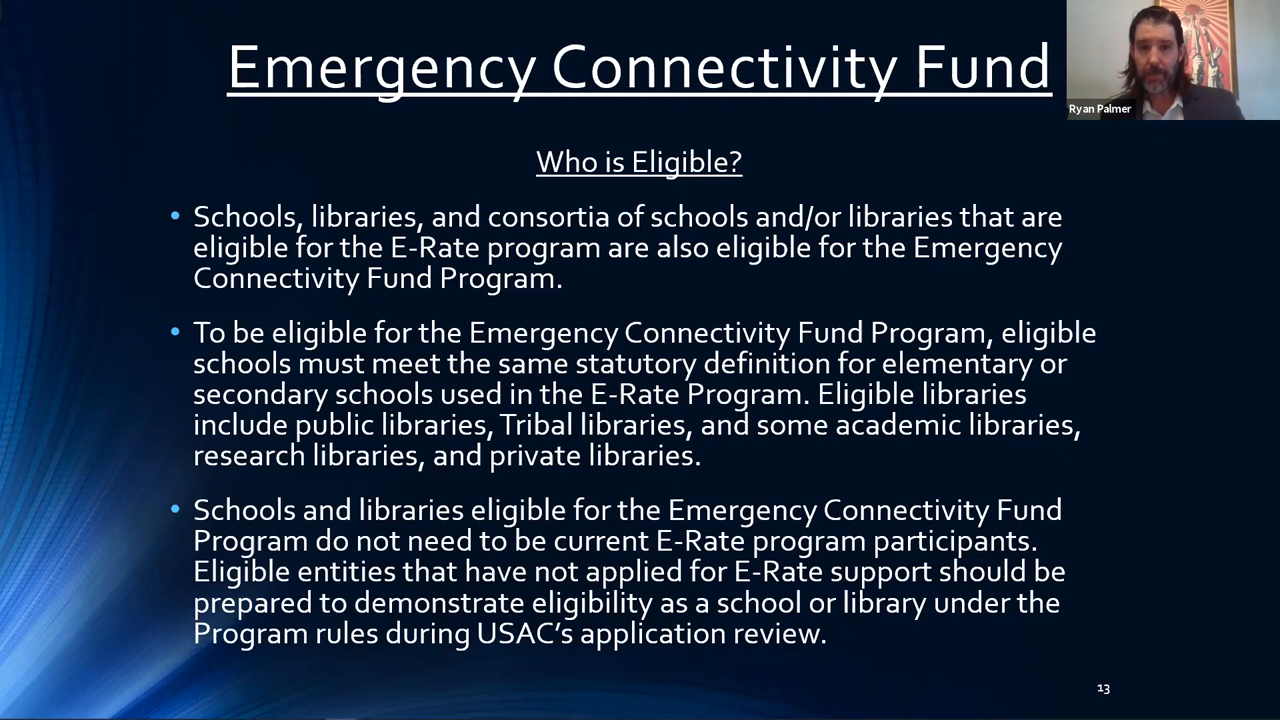 Emergency Connectivity Fund
Ryan Palmer
Who is Eligible?
• Schools, libraries, and consortia of schools and/or libraries that are
eligible for the E-Rate program are also eligible for the Emergency
Connectivity Fund Program.
• To be eligible for the Emergency Connectivity Fund Program, eligible
schools must meet the same statutory definition for elementary or
secondary schools used in the E-Rate Program. Eligible libraries
include public libraries, Tribal libraries, and some academic libraries,
research libraries, and private libraries.
• Schools and libraries eligible for the Emergency Connectivity Fund
Program do not need to be current E-Rate program participants.
Eligible entities that have not applied for E-Rate support should be
prepared to demonstrate eligibility as a school or library under the
Program rules during USAC's application review.
13